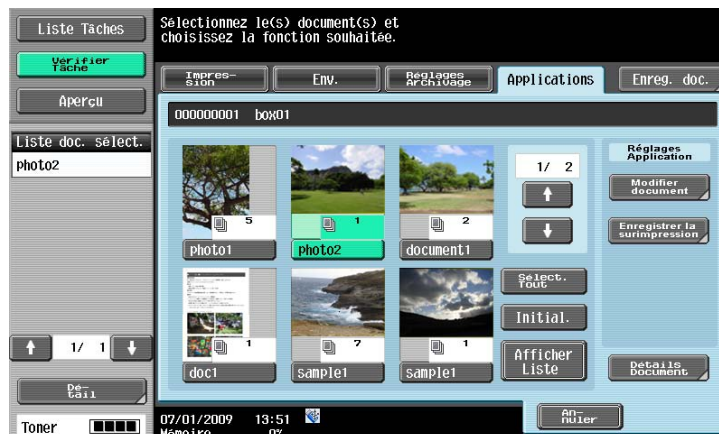 Liste Tâches
Vérifier
Tâche
Aperçu
Liste doc. sélect.
photo2
1/ 1
Dé-
tail
Toner
Sélectionnez le(s) document(s) et
choisissez la fonction souhaitée.
Impres-
sion
Env.
Réglages
Archivage
Applications
Enreg. doc.
000000001 box01
5
photo1
1
photo2
2
document1
1
doc1
7
sample1
1
sample1
1/ 2
Sélect.
Tout
Initial.
Afficher
Liste
Réglages
Application
Modifier
document
Enregistrer la
surimpression
Détails
Document
An-
nuler
07/01/2009 13:51
Mémoire 0%